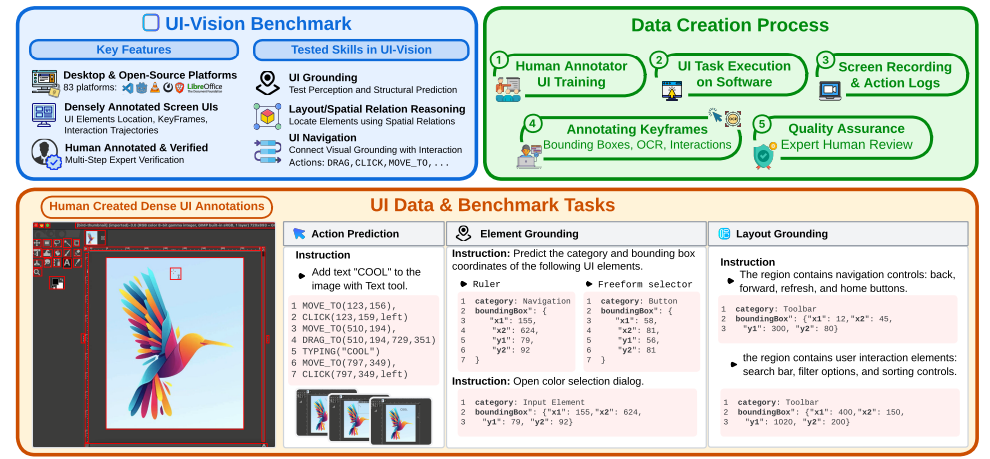 UI-Vision Benchmark
Key Features
Desktop & Open-Source Platforms
83 platforms:
LibreOffice
Densely Annotated Screen UIs
UI Elements Location, KeyFrames,
Interaction Trajectories
Human Annotated & Verified
Multi-Step Expert Verification
Tested Skills in UI-Vision
UI Grounding
Test Perception and Structural Prediction
Layout/Spatial Relation Reasoning
Locate Elements using Spatial Relations
UI Navigation
Connect Visual Grounding with Interaction
Actions: DRAG,CLICK,MOVE_TO,...
Data Creation Process
1 Human Annotator
UI Training
2 UI Task Execution
on Software
3 Screen Recording
& Action Logs
4 Annotating Keyframes
Bounding Boxes, OCR, Interactions
5 Quality Assurance
Expert Human Review
Human Created Dense UI Annotations
UI Data & Benchmark Tasks
Action Prediction
Instruction
Add text "COOL" to the
image with Text tool.
1 MOVE_TO(123,156),
2 CLICK(123,159,left)
3 MOVE_TO(510,194),
4 DRAG_TO(510,194,729,351)
5 TYPING("COOL")
6 MOVE_TO(797,349),
7 CLICK(797,349,left)
Element Grounding
Instruction: Predict the category and bounding box
coordinates of the following UI elements.
Ruler
1 category: Navigation
2 boundingBox": {
3 "x1": 155,
4 "x2": 624,
5 "y1": 79,
6 "y2": 92
7 }
Freeform selector
1 category: Button
2 boundingBox": {
3 "x1": 58,
4 "x2": 81,
5 "y1": 56,
6 "y2": 81
7 }
Instruction: Open color selection dialog.
1 category: Input Element
2 boundingBox": {"x1": 155,"x2": 624,
3 "y1": 79, "y2": 92}
Layout Grounding
Instruction
The region contains navigation controls: back,
forward, refresh, and home buttons.
1 category: Toolbar
2 boundingBox": {"x1": 12,"x2": 45,
3 "y1": 300, "y2": 80}
the region contains user interaction elements:
search bar, filter options, and sorting controls.
1 category: Toolbar
2 boundingBox": {"x1": 400,"x2": 150,
3 "y1": 1020, "y2": 200}